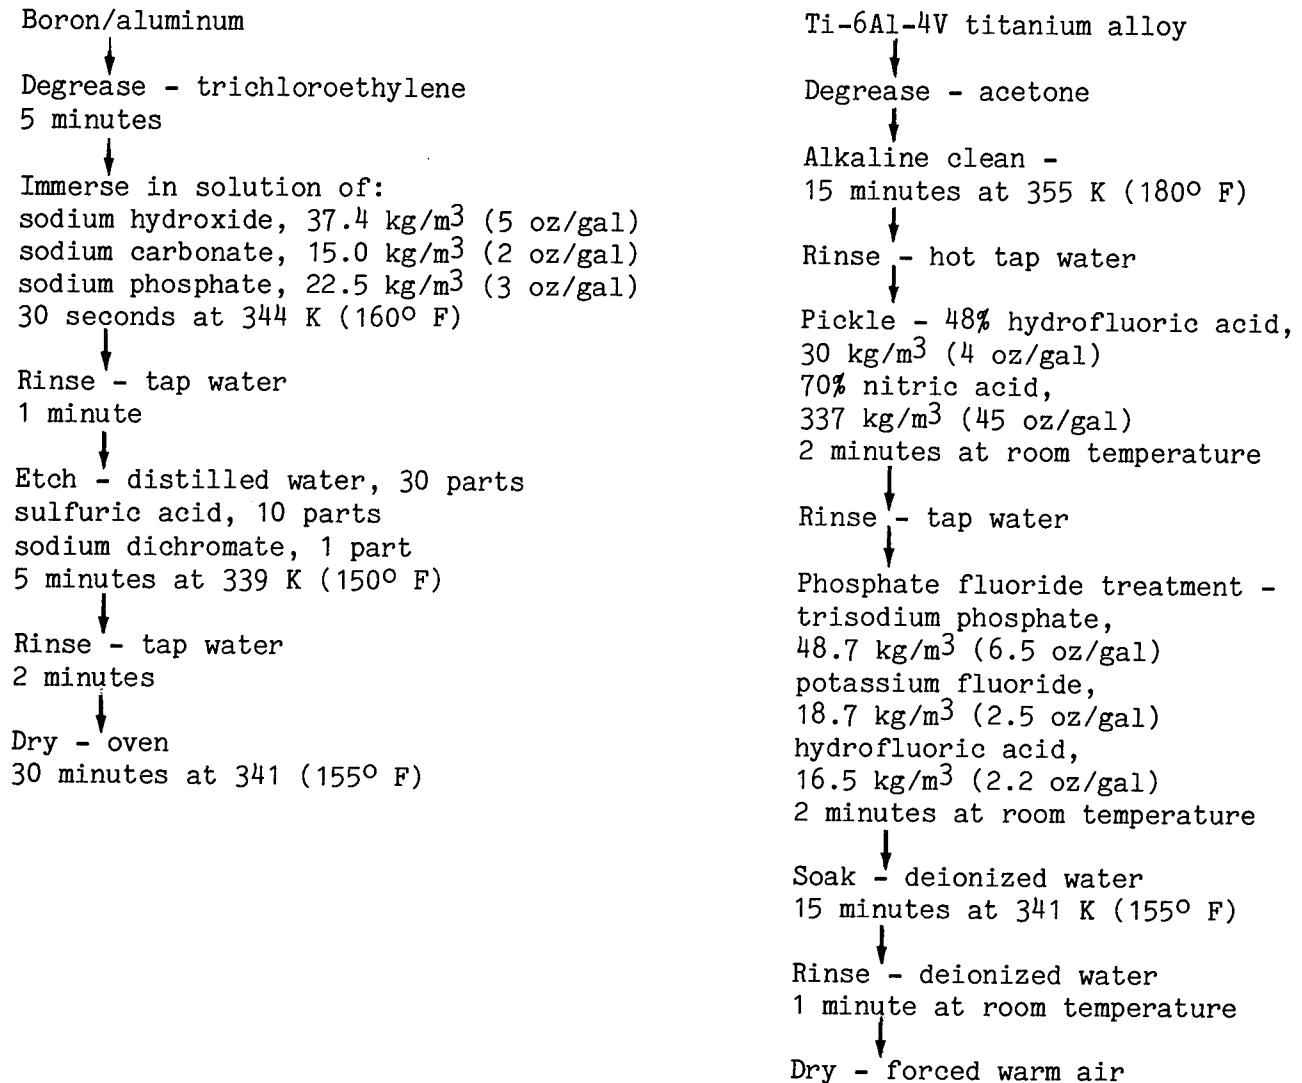 Boron/aluminum
Degrease - trichloroethylene
5 minutes
Immerse in solution of:
sodium hydroxide, 37.4 kg/m3 (5 oz/gal)
sodium carbonate, 15.0 kg/m3 (2 oz/gal)
sodium phosphate, 22.5 kg/m3 (3 oz/gal)
30 seconds at 344 K (160º F)
Rinse - tap water
1 minute
Etch - distilled water, 30 parts
sulfuric acid, 10 parts
sodium dichromate, 1 part
5 minutes at 339 K (150º F)
Rinse - tap water
2 minutes
Dry - oven
30 minutes at 341 (155º F)
Ti-6Al-4V titanium alloy
Degrease - acetone
Alkaline clean -
15 minutes at 355 K (180º F)
Rinse - hot tap water
Pickle - 48% hydrofluoric acid,
30 kg/m3 (4 oz/gal)
70% nitric acid,
337 kg/m3 (45 oz/gal)
2 minutes at room temperature
Rinse - tap water
Phosphate fluoride treatment -
trisodium phosphate,
48.7 kg/m3 (6.5 oz/gal)
potassium fluoride,
18.7 kg/m3 (2.5 oz/gal)
hydrofluoric acid,
16.5 kg/m3 (2.2 oz/gal)
2 minutes at room temperature
Soak - deionized water
15 minutes at 341 K (155º F)
Rinse - deionized water
1 minute at room temperature
Dry - forced warm air